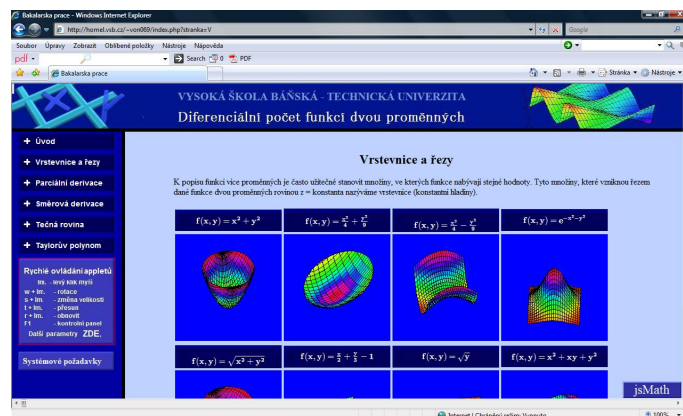 Bakalarska prace - Windows Internet Explorer
http://homel.vsb.cz/~von069/index.php?stranka=V
Google
Soubor Úpravy Zobrazit Oblíbené položky Nástroje Nápověda
pdf Search 0 PDF
Bakalarska prace
Stránka Nástroje
VYSOKÁ ŠKOLA BÁŇSKÁ - TECHNICKÁ UNIVERZITA
Diferenciální počet funkcí dvou proměnných
+ Úvod
+ Vrstevnice a řezy
+ Parciální derivace
+ Směrová derivace
+ Tečná rovina
+ Taylorův polynom
Rychlé ovládání appletů
lm. - levý klik myší
w + lm. - rotace
s + lm. - změna velikosti
t + lm. - přesun
r + lm. - obnovit
F1 - kontrolní panel
Další parametry ZDE.
Systémové požadavky
Vrstevnice a řezy
K popisu funkcí více proměnných je často užitečné stanovit množiny, ve kterých funkce nabývají stejné hodnoty. Tyto množiny, které vzniknou řezem
dané funkce dvou proměnných rovinou z = konstanta nazýváme vrstevnice (konstantní hladiny).
f(x, y) = x² + y²
f(x, y) = x²/4 + y²/9
f(x, y) = x²/4 − y²/9
f(x, y) = e^(−x²−y²)
f(x, y) = √(x² + y²)
f(x, y) = x/2 + y/3 − 1
f(x, y) = √y
f(x, y) = x² + xy + y²
jsMath
Internet | Chráněný režim: Vypnuto
100%